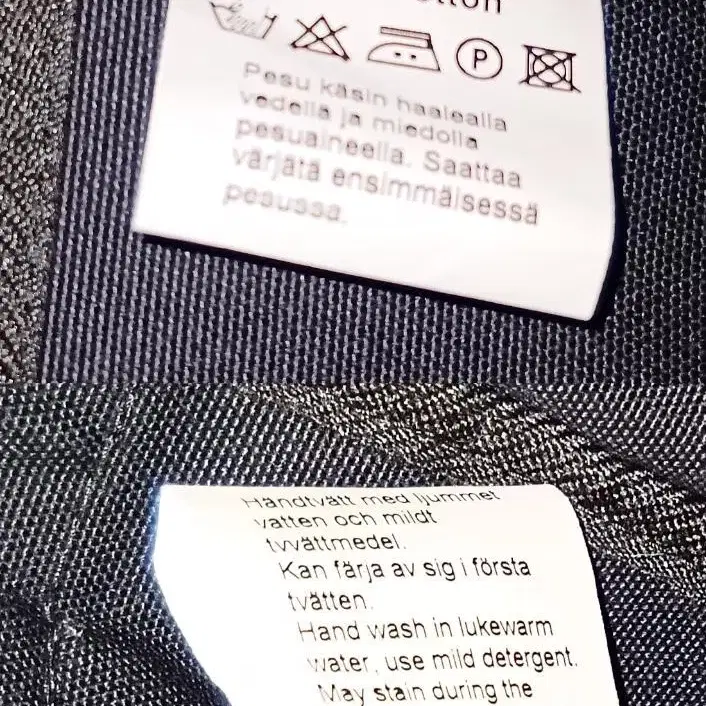 P
Pesu käsin haalealla
vedellä ja miedolla
pesuaineella. Saattaa
värjätä ensimmäisessä
pesussa.
Handtvätt med ljummet
vatten och mildt
tvvättmedel.
Kan färja av sig i första
tvätten.
Hand wash in lukewarm
water, use mild detergent.
May stain during the